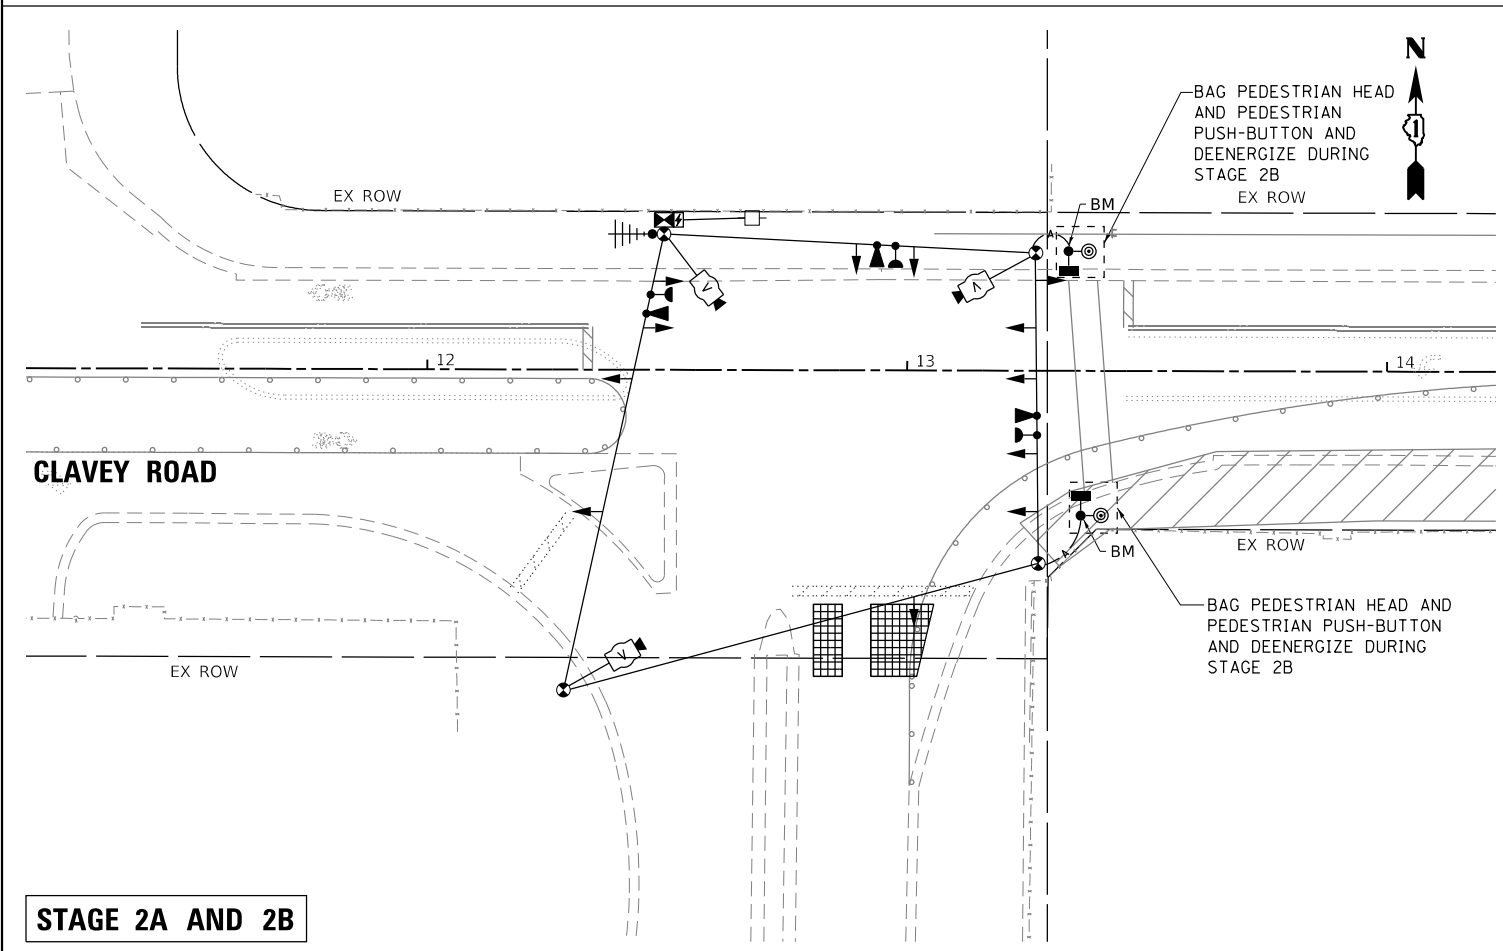 N
BAG PEDESTRIAN HEAD
AND PEDESTRIAN
PUSH-BUTTON AND
DEENERGIZE DURING
STAGE 2B
1
EX ROW
EX ROW
BM
A
V
V
12
13
14
CLAVEY ROAD
BM
A
EX ROW
BAG PEDESTRIAN HEAD AND
PEDESTRIAN PUSH-BUTTON
AND DEENERGIZE DURING
STAGE 2B
V
EX ROW
STAGE 2A AND 2B